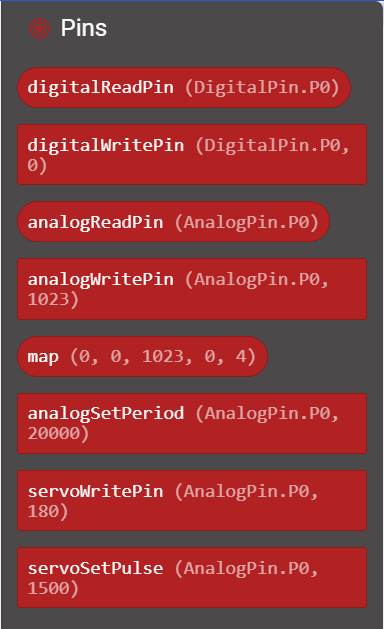 Pins
digitalReadPin (DigitalPin.P0)
digitalWritePin (DigitalPin.P0,
0)
analogReadPin (AnalogPin.P0)
analogWritePin (AnalogPin.P0,
1023)
map (0, 0, 1023, 0, 4)
analogSetPeriod (AnalogPin.P0,
20000)
servoWritePin (AnalogPin.P0,
180)
servoSetPulse (AnalogPin.P0,
1500)